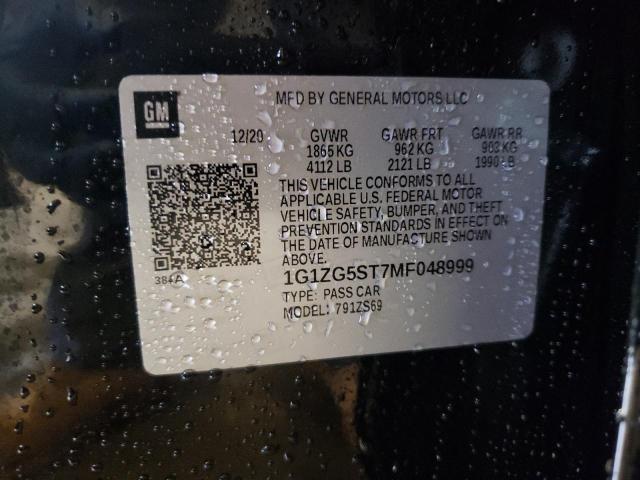 GM
MFD BY GENERAL MOTORS LLC
12/20 GVWR GAWR FRT GAWR RR
1865 KG 962 KG 903 KG
4112 LB 2121 LB 1990 LB
THIS VEHICLE CONFORMS TO ALL
APPLICABLE U.S. FEDERAL MOTOR
VEHICLE SAFETY, BUMPER, AND THEFT
PREVENTION STANDARDS IN EFFECT ON
THE DATE OF MANUFACTURE SHOWN
ABOVE.
384A
1G1ZG5ST7MF048999
TYPE: PASS CAR
MODEL: 791ZS69